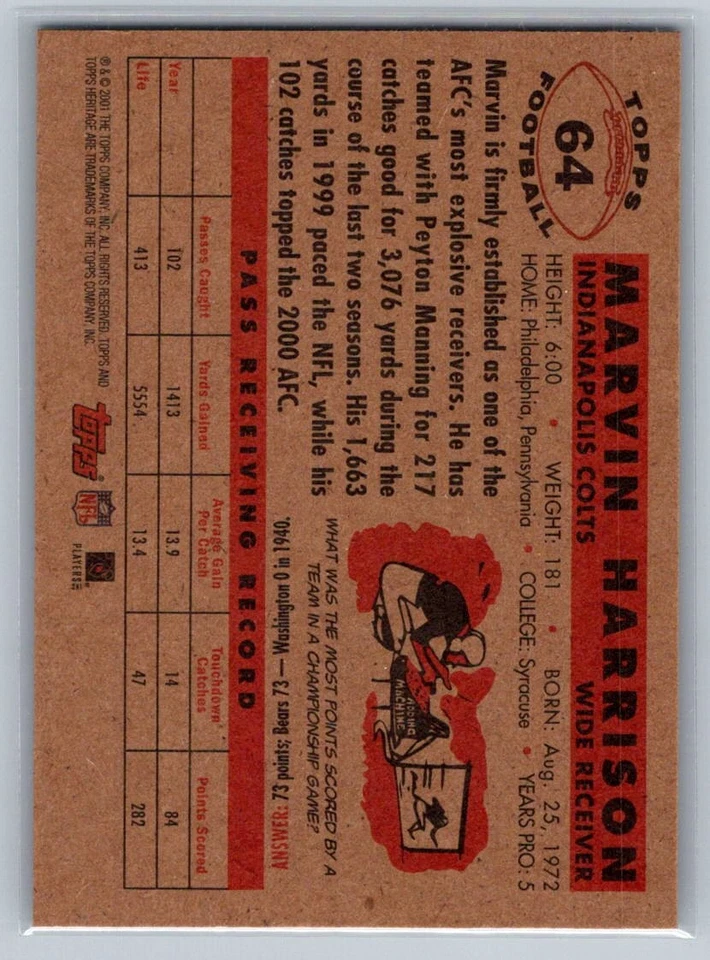 TOPPS
64
FOOTBALL
MARVIN HARRISON
INDIANAPOLIS COLTS WIDE RECEIVER
HEIGHT: 6:00 • WEIGHT: 181 • BORN: Aug. 25,, 1972
HOME: Philadelphia, Pennsylvania • COLLEGE: Syracuse • YEARS PRO: 5
Marvin is firmly established as one of the
AFC's most explosive receivers. He has
teamed with Peyton Manning for 217
catches good for 3,076 yards during the
course of the last two seasons. His 1,663
yards in 1999 paced the NFL, while his
102 catches topped the 2000 AFC.
ADDING
MACHINE
WHAT WAS THE MOST POINTS SCORED BY A
TEAM IN A CHAMPIONSHIP GAME?
ANSWER: 73 points; Bears 73 — Washington 0 in 1940.
PASS RECEIVING RECORD
Year Passes Caught Yards Gained Average Gain Per Catch Touchdown Catches Points Scored
102 1413 13.9 14 84
Life 413 5554 13.4 47 282
® & © 2001 THE TOPPS COMPANY, INC. ALL RIGHTS RESERVED. TOPPS AND
TOPPS HERITAGE ARE TRADEMARKS OF THE TOPPS COMPANY, INC.
Topps
NFL
PLAYERS